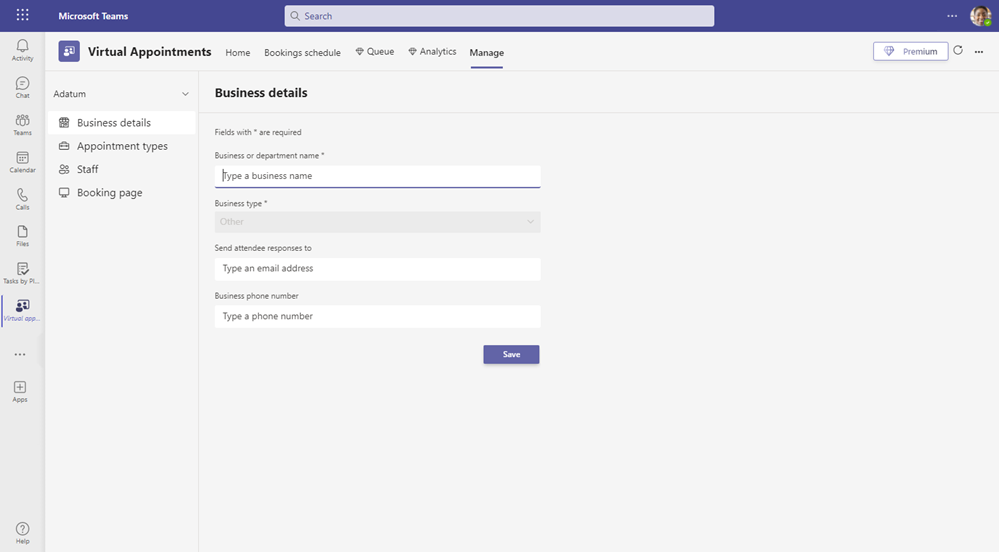 Microsoft Teams
Search
Activity
Chat
Teams
Calendar
Calls
Files
Tasks by Pl...
Virtual app...
Apps
Help
Virtual Appointments
Home
Bookings schedule
Queue
Analytics
Manage
Premium
Adatum
Business details
Appointment types
Staff
Booking page
Business details
Fields with * are required
Business or department name *
Type a business name
Business type *
Other
Send attendee responses to
Type an email address
Business phone number
Type a phone number
Save